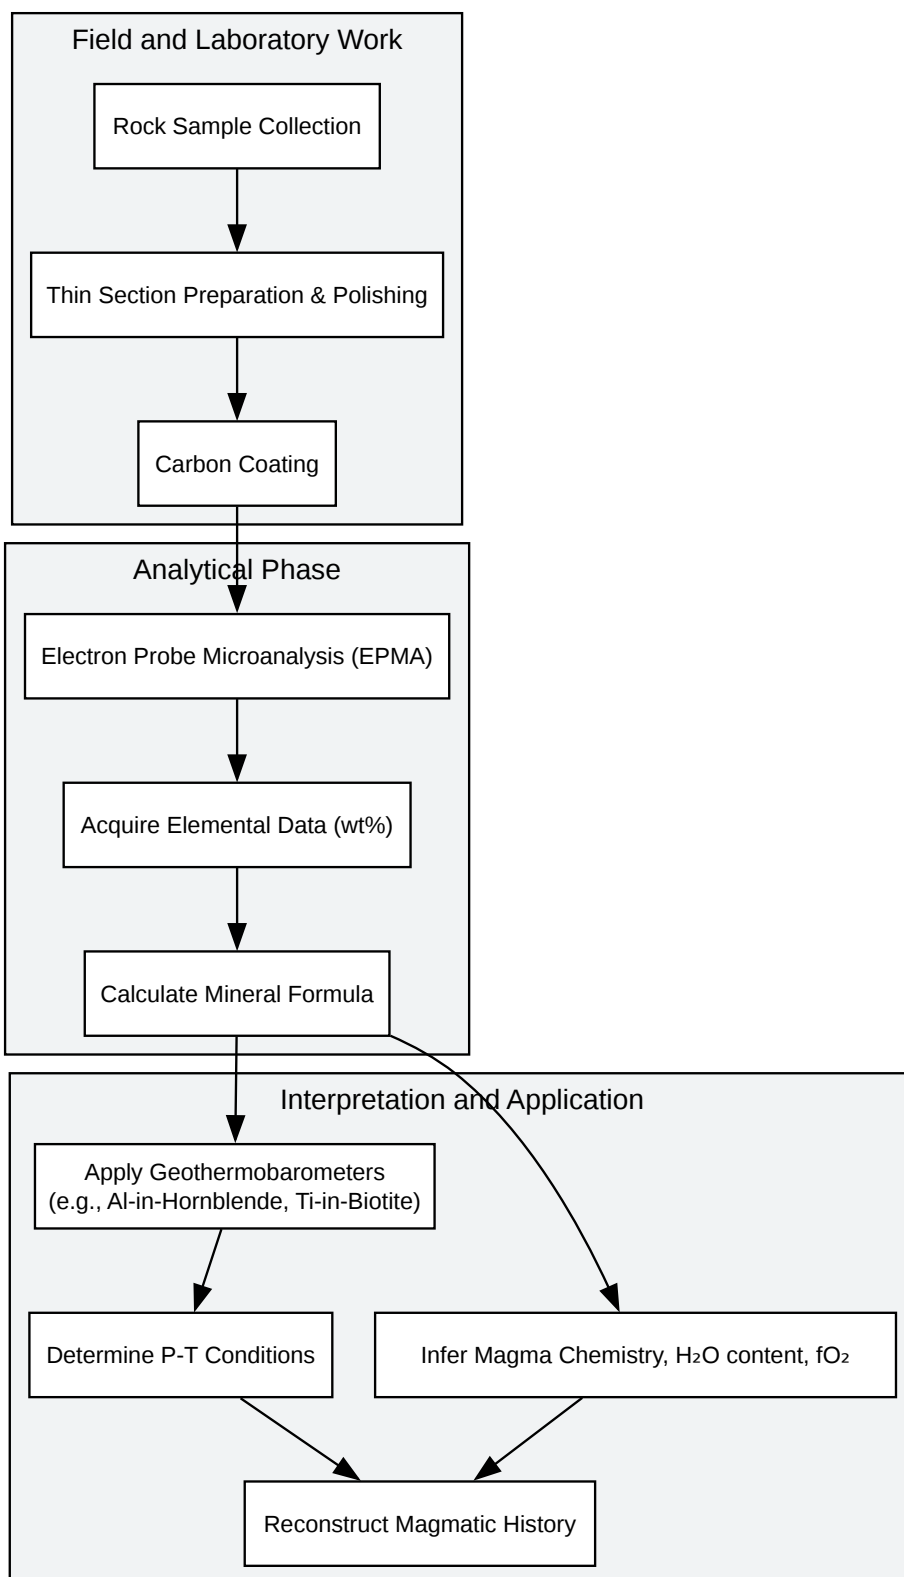 Field and Laboratory Work
Rock Sample Collection
Thin Section Preparation & Polishing
Carbon Coating
Analytical Phase
Electron Probe Microanalysis (EPMA)
Acquire Elemental Data (wt%)
Calculate Mineral Formula
Interpretation and Application
Apply Geothermobarometers
(e.g., Al-in-Hornblende, Ti-in-Biotite)
Determine P-T Conditions
Infer Magma Chemistry, H₂O content, fO₂
Reconstruct Magmatic History